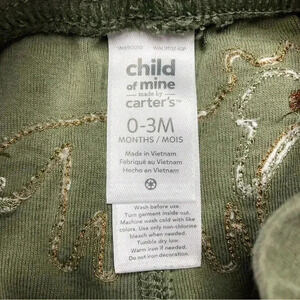 child
of mine
made by
carter's™
0-3M
MONTHS / MOIS
Made in Vietnam
Fabriqué au Vietnam
Hecho en Vietnam
Wash before use.
Turn garment inside out.
Machine wash cold with like
colors. Use only non-chlorine
bleach when needed.
Tumble dry low.
Warm iron if needed.
Do not iron decoration.